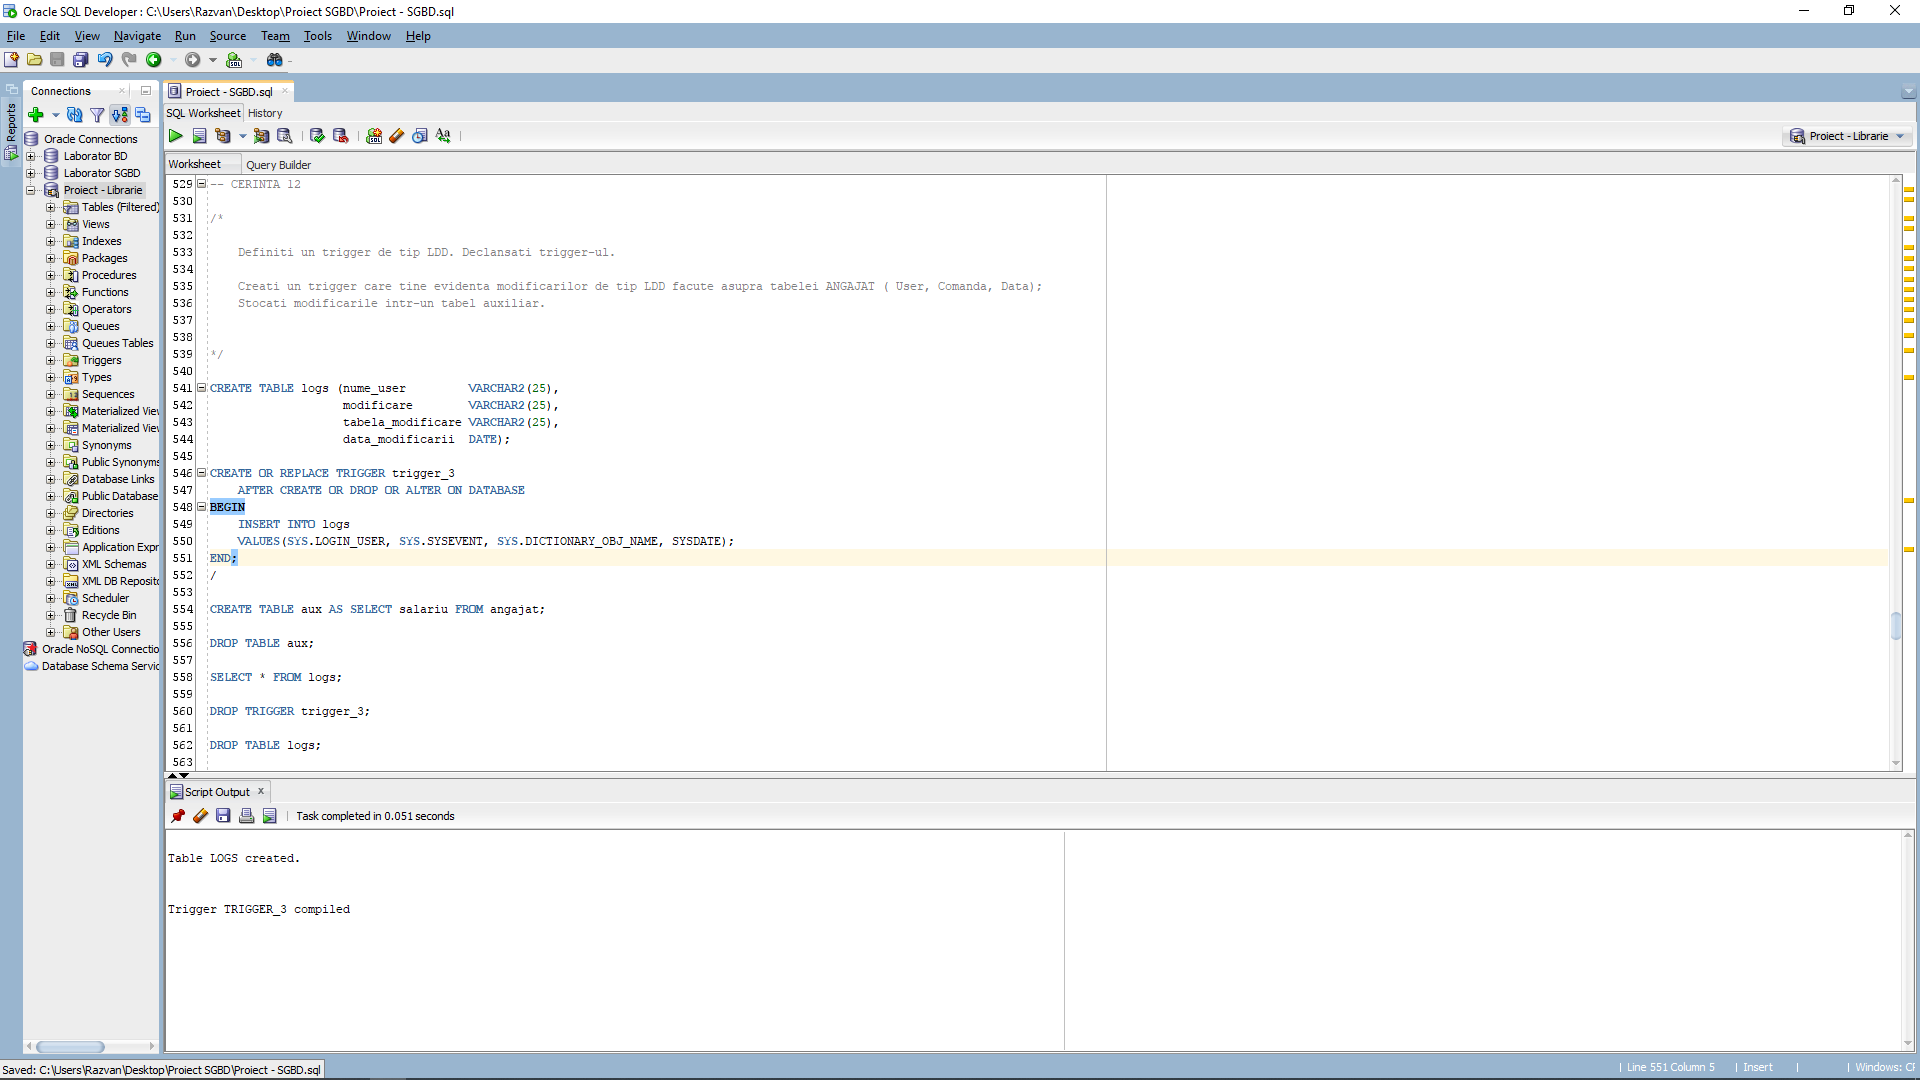 Oracle SQL Developer : C:\Users\Razvan\Desktop\Proiect SGBD\Proiect - SGBD.sql
File Edit View Navigate Run Source Team Tools Window Help
Reports
Connections
Oracle Connections
Laborator BD
Laborator SGBD
Proiect - Librarie
Tables (Filtered)
Views
Indexes
Packages
Procedures
Functions
Operators
Queues
Queues Tables
Triggers
Types
Sequences
Materialized Vie
Materialized Vie
Synonyms
Public Synonyms
Database Links
Public Database
Directories
Editions
Application Expr
XML Schemas
XML DB Reposito
Scheduler
Recycle Bin
Other Users
Oracle NoSQL Connectio
Database Schema Servic
Proiect - SGBD.sql
SQL Worksheet History
Proiect - Librarie
Worksheet Query Builder
529 -- CERINTA 12
530
531 /*
532
533 Definiti un trigger de tip LDD. Declansati trigger-ul.
534
535 Creati un trigger care tine evidenta modificarilor de tip LDD facute asupra tabelei ANGAJAT ( User, Comanda, Data);
536 Stocati modificarile intr-un tabel auxiliar.
537
538
539 */
540
541 CREATE TABLE logs (nume_user VARCHAR2(25),
542 modificare VARCHAR2(25),
543 tabela_modificare VARCHAR2(25),
544 data_modificarii DATE);
545
546 CREATE OR REPLACE TRIGGER trigger_3
547 AFTER CREATE OR DROP OR ALTER ON DATABASE
548 BEGIN
549 INSERT INTO logs
550 VALUES(SYS.LOGIN_USER, SYS.SYSEVENT, SYS.DICTIONARY_OBJ_NAME, SYSDATE);
551 END;
552 /
553
554 CREATE TABLE aux AS SELECT salariu FROM angajat;
555
556 DROP TABLE aux;
557
558 SELECT * FROM logs;
559
560 DROP TRIGGER trigger_3;
561
562 DROP TABLE logs;
563
Script Output
Task completed in 0.051 seconds
Table LOGS created.
Trigger TRIGGER_3 compiled
Saved: C:\Users\Razvan\Desktop\Proiect SGBD\Proiect - SGBD.sql
Line 551 Column 5 Insert Windows: CF